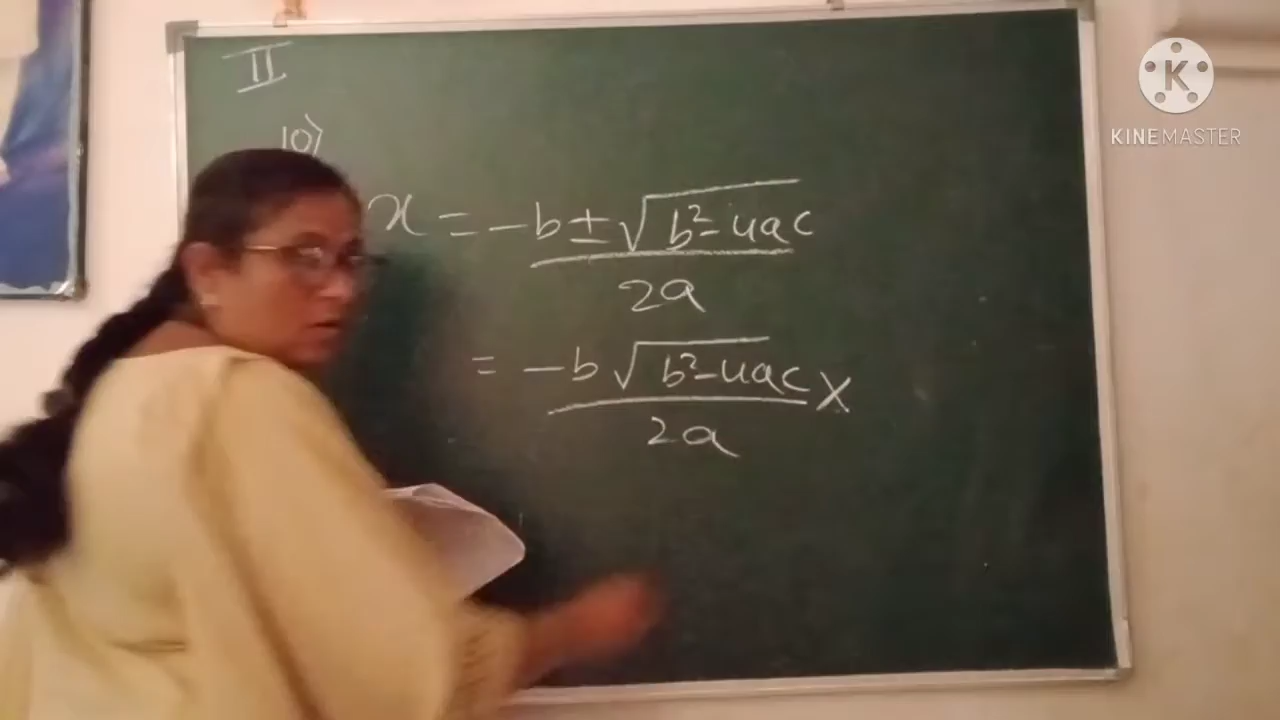 II
10)
x = -b ± √b² - 4ac
2a
= -b √b² - 4ac X
2a
K
KINEMASTER